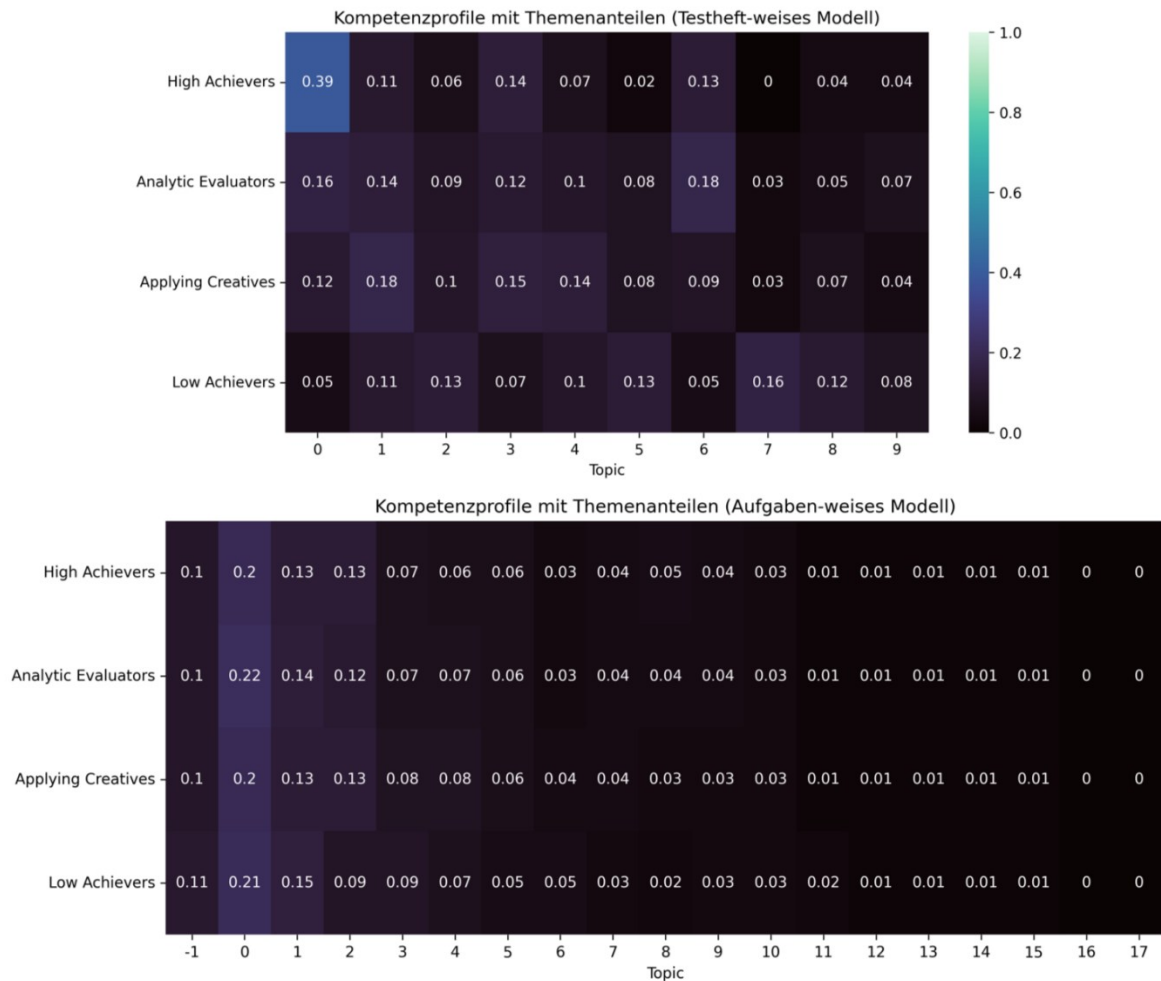 Kompetenzprofile mit Themenanteilen (Testheft-weises Modell)
High Achievers 0.39 0.11 0.06 0.14 0.07 0.02 0.13 0 0.04 0.04
Analytic Evaluators 0.16 0.14 0.09 0.12 0.1 0.08 0.18 0.03 0.05 0.07
Applying Creatives 0.12 0.18 0.1 0.15 0.14 0.08 0.09 0.03 0.07 0.04
Low Achievers 0.05 0.11 0.13 0.07 0.1 0.13 0.05 0.16 0.12 0.08
0 1 2 3 4 5 6 7 8 9
Topic
1.0
0.8
0.6
0.4
0.2
0.0
Kompetenzprofile mit Themenanteilen (Aufgaben-weises Modell)
High Achievers 0.1 0.2 0.13 0.13 0.07 0.06 0.06 0.03 0.04 0.05 0.04 0.03 0.01 0.01 0.01 0.01 0.01 0 0
Analytic Evaluators 0.1 0.22 0.14 0.12 0.07 0.07 0.06 0.03 0.04 0.04 0.04 0.03 0.01 0.01 0.01 0.01 0.01 0 0
Applying Creatives 0.1 0.2 0.13 0.13 0.08 0.08 0.06 0.04 0.04 0.03 0.03 0.03 0.01 0.01 0.01 0.01 0.01 0 0
Low Achievers 0.11 0.21 0.15 0.09 0.09 0.07 0.05 0.05 0.03 0.02 0.03 0.03 0.02 0.01 0.01 0.01 0.01 0 0
-1 0 1 2 3 4 5 6 7 8 9 10 11 12 13 14 15 16 17
Topic